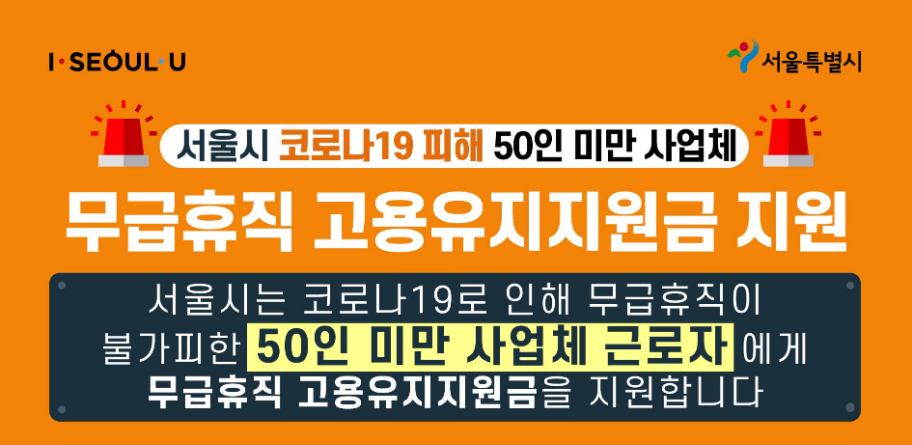 I·SEOUL·U
서울특별시
서울시 코로나19 피해 50인 미만 사업체
무급휴직 고용유지지원금 지원
서울시는 코로나19로 인해 무급휴직이
불가피한 50인 미만 사업체 근로자에게
무급휴직 고용유지지원금을 지원합니다